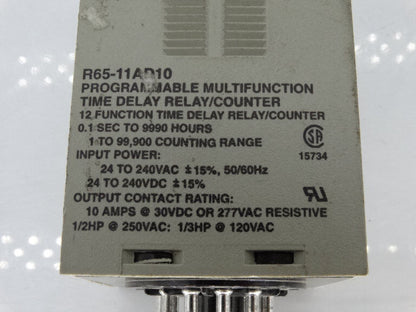 R65-11AD10
PROGRAMMABLE MULTIFUNCTION
TIME DELAY RELAY/COUNTER
12 FUNCTION TIME DELAY RELAY/COUNTER
0.1 SEC TO 9990 HOURS
1 TO 99,900 COUNTING RANGE
INPUT POWER:
15734
24 TO 240VAC ± 15%, 50/60Hz
24 TO 240VDC ± 15%
OUTPUT CONTACT RATING:
10 AMPS @ 30VDC OR 277VAC RESISTIVE
1/2HP @ 250VAC: 1/3HP @ 120VAC